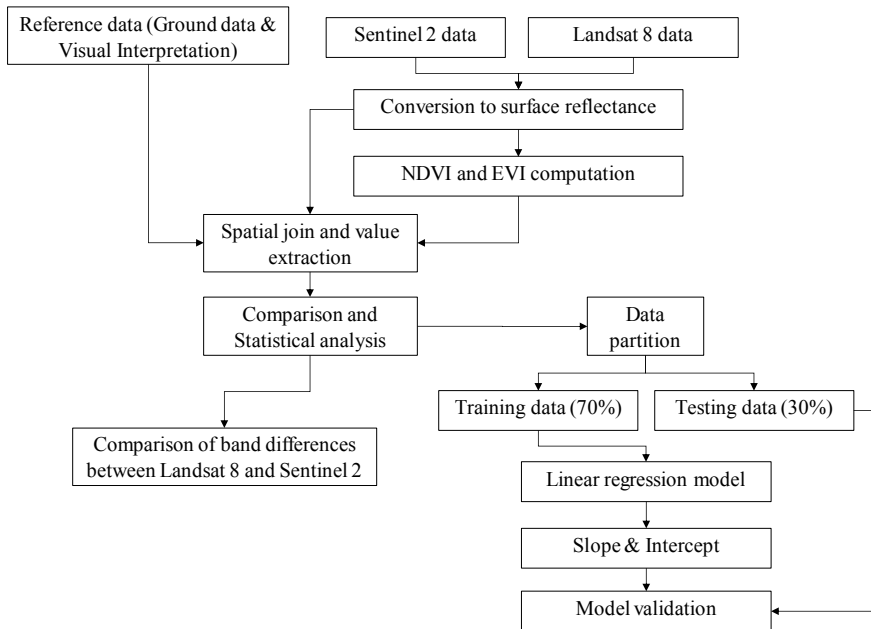 Reference data (Ground data &
Visual Interpretation)
Sentinel 2 data
Landsat 8 data
Conversion to surface reflectance
NDVI and EVI computation
Spatial join and value
extraction
Comparison and
Statistical analysis
Data
partition
Training data (70%)
Testing data (30%)
Comparison of band differences
between Landsat 8 and Sentinel 2
Linear regression model
Slope & Intercept
Model validation